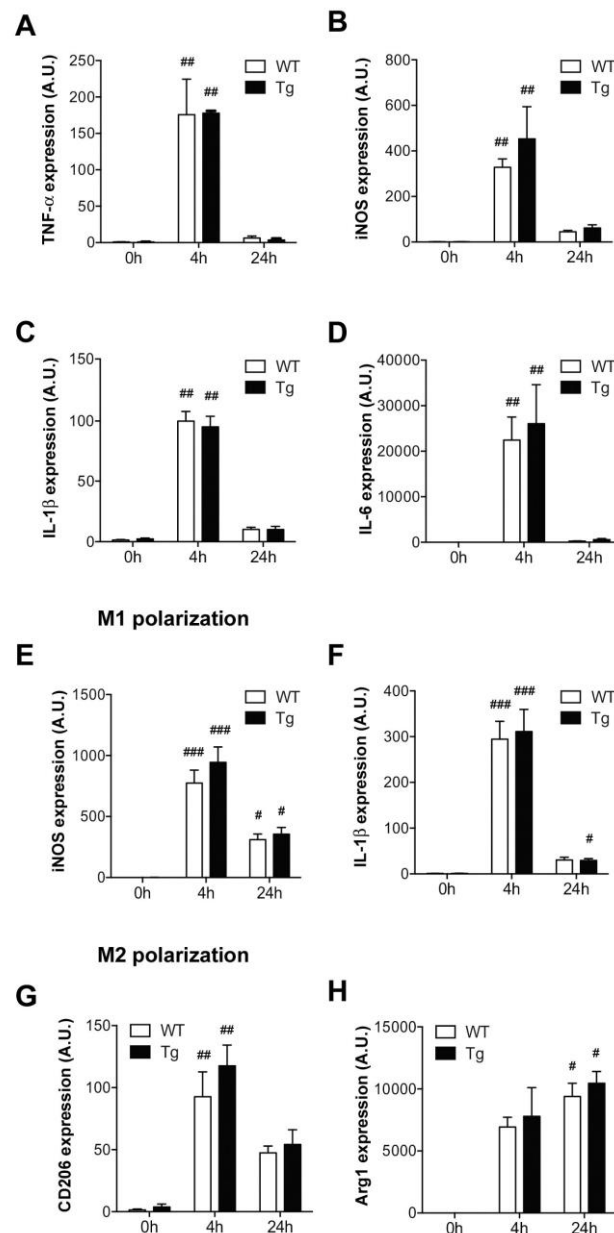 A
TNF-α expression (A.U.)
250
200
150
100
50
0
##
##
WT
Tg
0h
4h
24h
B
iNOS expression (A.U.)
800
600
400
200
0
##
##
WT
Tg
0h
4h
24h
C
IL-1β expression (A.U.)
150
100
50
0
##
##
WT
Tg
0h
4h
24h
D
IL-6 expression (A.U.)
40000
30000
20000
10000
0
##
##
WT
Tg
0h
4h
24h
M1 polarization
E
iNOS expression (A.U.)
1500
1000
500
0
###
###
#
#
WT
Tg
0h
4h
24h
F
IL-1β expression (A.U.)
400
300
200
100
0
###
###
#
WT
Tg
0h
4h
24h
M2 polarization
G
CD206 expression (A.U.)
150
100
50
0
WT
Tg
##
##
0h
4h
24h
H
Arg1 expression (A.U.)
15000
10000
5000
0
WT
Tg
#
#
0h
4h
24h